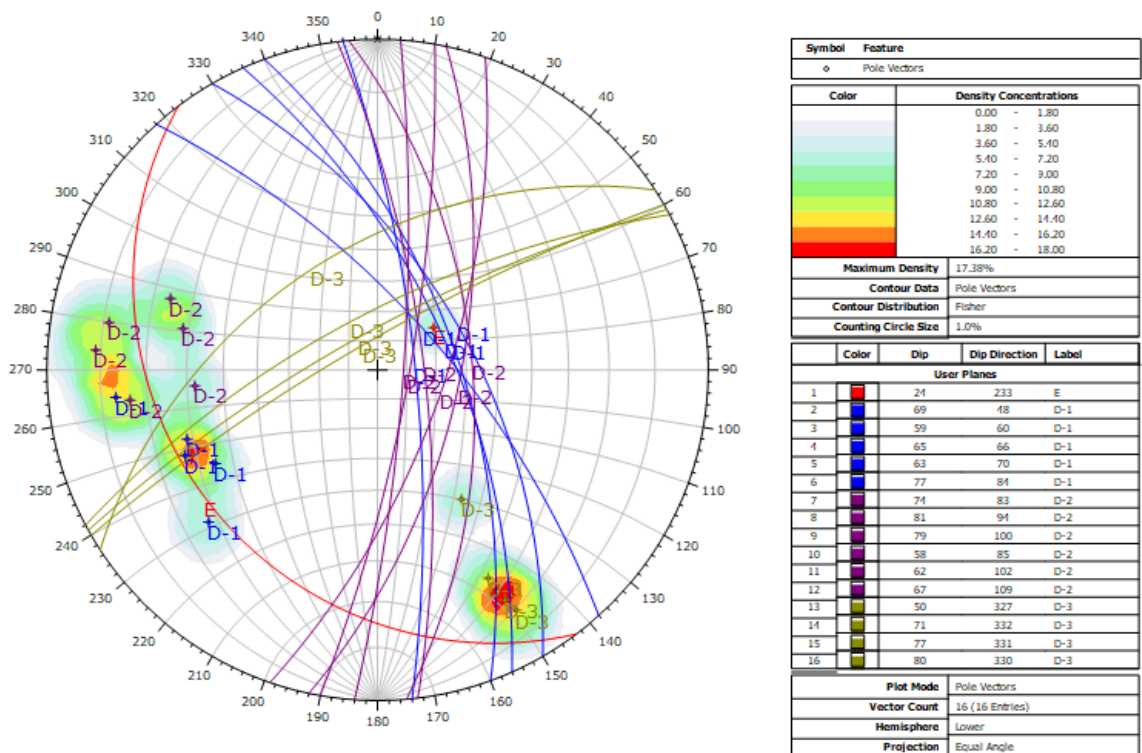 0
10
20
30
40
50
60
70
80
90
100
110
120
130
140
150
160
170
180
190
200
210
220
230
240
250
260
270
280
290
300
310
320
330
340
350
D-3
D-2
D-2
D-2
D-3
D-1
D-1
E
D-3
D-2
D-3
D-1
D-3
D-2
D-1
D-2
D-2
D-2
D-1
D-2
D-2
D-2
D-1
D-1
D-1
E
D-3
D-1
D-3
D-3
Symbol Feature
Pole Vectors
Color Density Concentrations
0.00 - 1.80
1.80 - 3.60
3.60 - 5.40
5.40 - 7.20
7.20 - 9.00
9.00 - 10.80
10.80 - 12.60
12.60 - 14.40
14.40 - 16.20
16.20 - 18.00
Maximum Density 17.38%
Contour Data Pole Vectors
Contour Distribution Fisher
Counting Circle Size 1.0%
Color Dip Dip Direction Label
User Planes
1 24 233 E
2 69 48 D-1
3 59 60 D-1
4 65 66 D-1
5 63 70 D-1
6 77 84 D-1
7 74 83 D-2
8 81 94 D-2
9 79 100 D-2
10 58 85 D-2
11 62 102 D-2
12 67 109 D-2
13 50 327 D-3
14 71 332 D-3
15 77 331 D-3
16 80 330 D-3
Plot Mode Pole Vectors
Vector Count 16 (16 Entries)
Hemisphere Lower
Projection Equal Angle